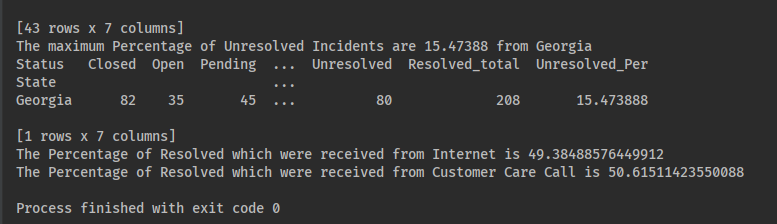 [43 rows x 7 columns]
The maximum Percentage of Unresolved Incidents are 15.47388 from Georgia
Status   Closed  Open  Pending  ...  Unresolved  Resolved_total  Unresolved_Per
State                           ...
Georgia      82    35       45  ...          80             208       15.473888
[1 rows x 7 columns]
The Percentage of Resolved which were received from Internet is 49.38488576449912
The Percentage of Resolved which were received from Customer Care Call is 50.61511423550088
Process finished with exit code 0